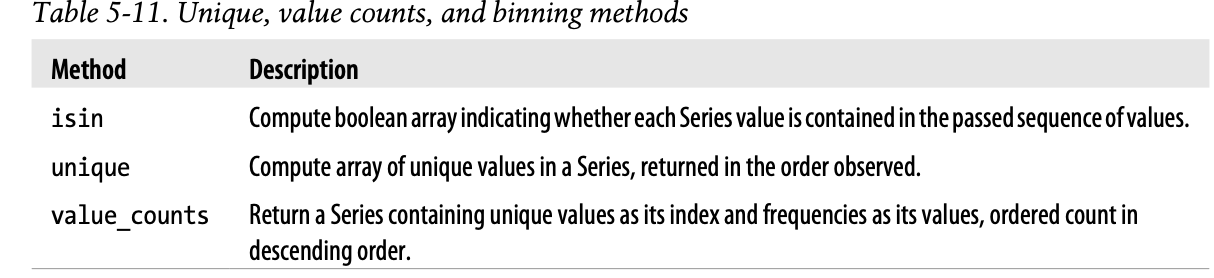 Table 5-11. Unique, value counts, and binning methods
Method Description
isin Compute boolean array indicating whether each Series value is contained in the passed sequence of values.
unique Compute array of unique values in a Series, returned in the order observed.
value_counts Return a Series containing unique values as its index and frequencies as its values, ordered count in
descending order.